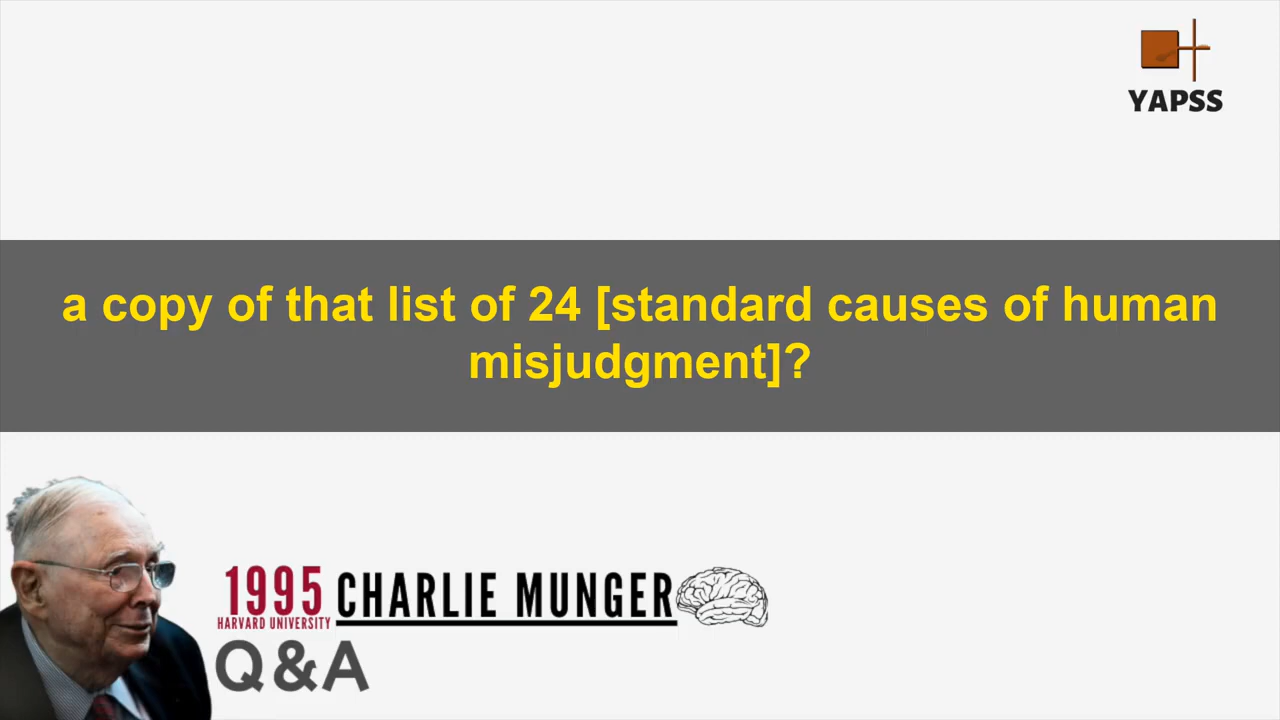 YAPSS
a copy of that list of 24 [standard causes of human
misjudgment]?
1995 CHARLIE MUNGER
HARVARD UNIVERSITY
Q&A